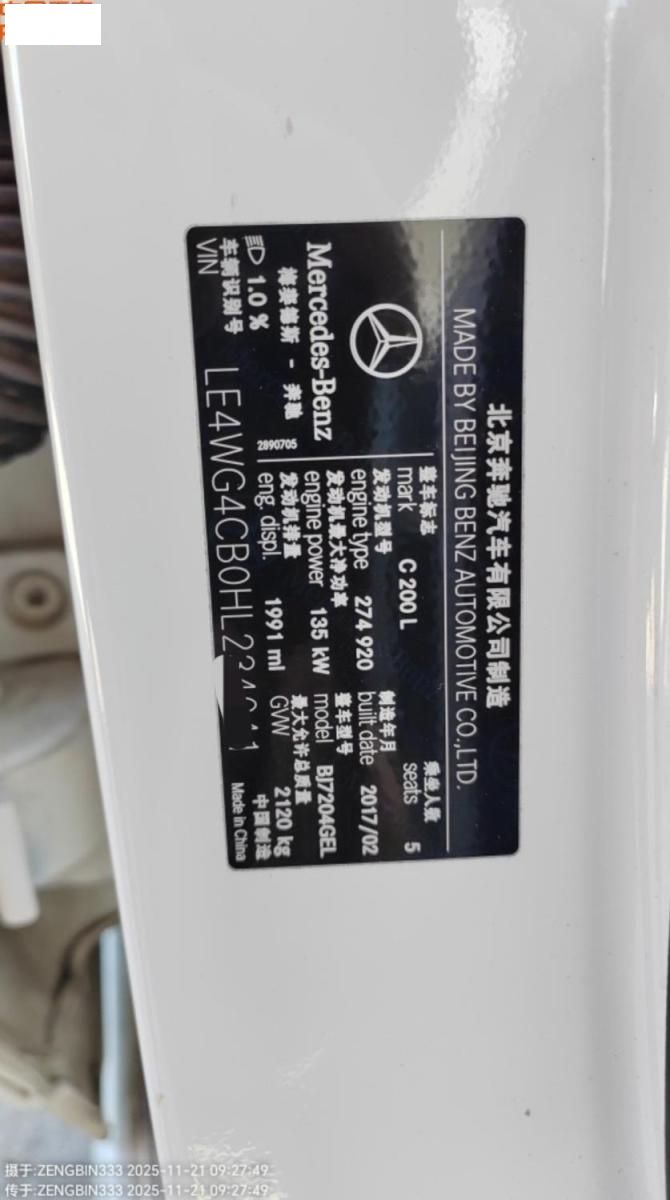 北京奔驰汽车有限公司制造
MADE BY BEIJING BENZ AUTOMOTIVE CO.,LTD.
整车标志
mark C 200 L
乘坐人数
seats 5
发动机型号
engine type 274 920
制造年月
built date 2017/02
发动机最大净功率
engine power 135 kW
整车型号
model BJ7204GEL
发动机排量
eng. displ. 1991 ml
最大允许总质量
GVW 2120 kg
Mercedes-Benz
梅赛德斯 - 奔驰
2890705
1.0 %
中国制造
Made in China
车辆识别号
VIN LE4WG4CB0HL
摄于:ZENGBIN333 2025-11-21 09:27:49
传于:ZENGBIN333 2025-11-21 09:27:49